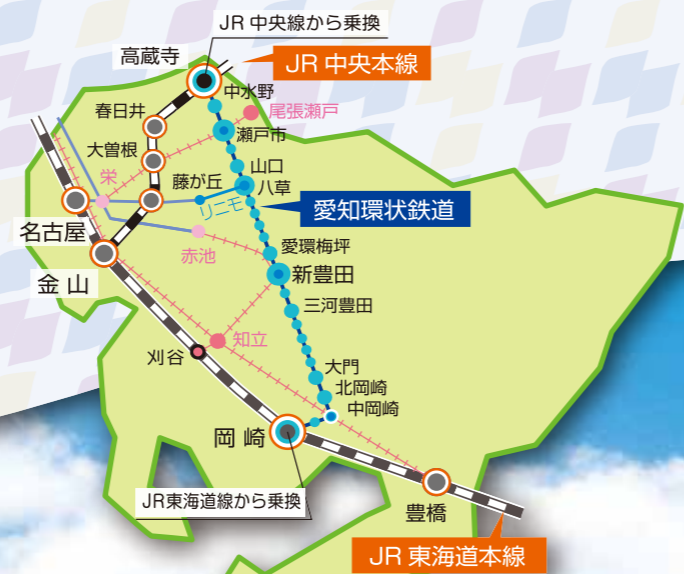 JR 中央線から乗換
高蔵寺
JR 中央本線
中水野
尾張瀬戸
春日井
瀬戸市
大曽根
山口
藤が丘
八草
栄
リニモ
愛知環状鉄道
名古屋
赤池
愛環梅坪
新豊田
金山
三河豊田
知立
刈谷
大門
北岡崎
中岡崎
岡崎
JR東海道線から乗換
豊橋
JR 東海道本線